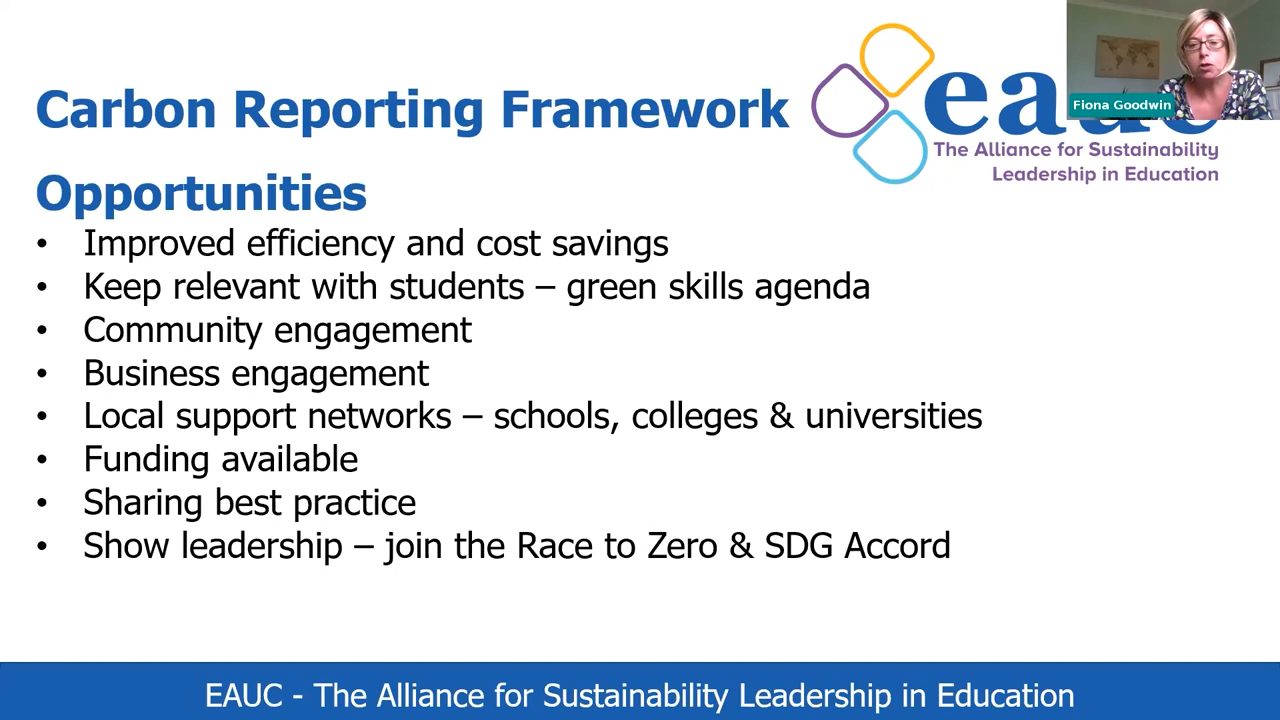 Carbon Reporting Framework
eauc
Fiona Goodwin
The Alliance for Sustainability
Leadership in Education
Opportunities
• Improved efficiency and cost savings
• Keep relevant with students – green skills agenda
• Community engagement
• Business engagement
• Local support networks – schools, colleges & universities
• Funding available
• Sharing best practice
• Show leadership – join the Race to Zero & SDG Accord
EAUC - The Alliance for Sustainability Leadership in Education